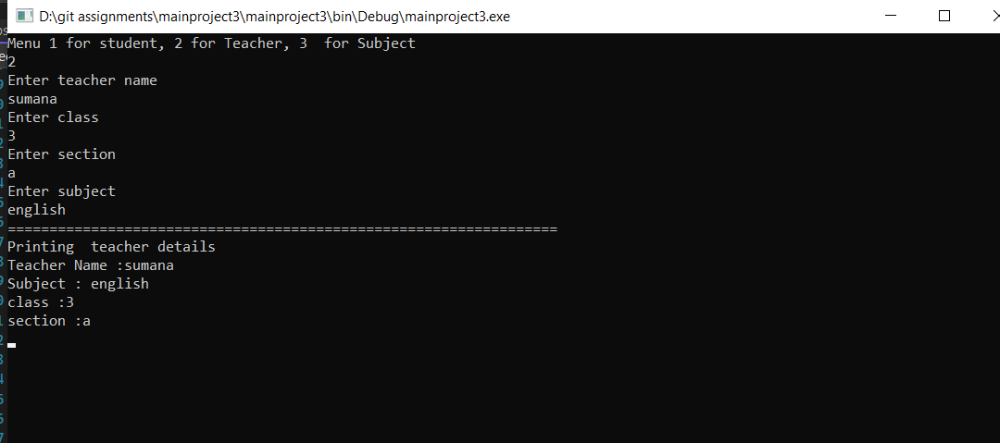 D:\git assignments\mainproject3\mainproject3\bin\Debug\mainproject3.exe
Menu 1 for student, 2 for Teacher, 3  for Subject
2
Enter teacher name
sumana
Enter class
3
Enter section
a
Enter subject
english
==================================================================
Printing  teacher details
Teacher Name :sumana
Subject : english
class :3
section :a